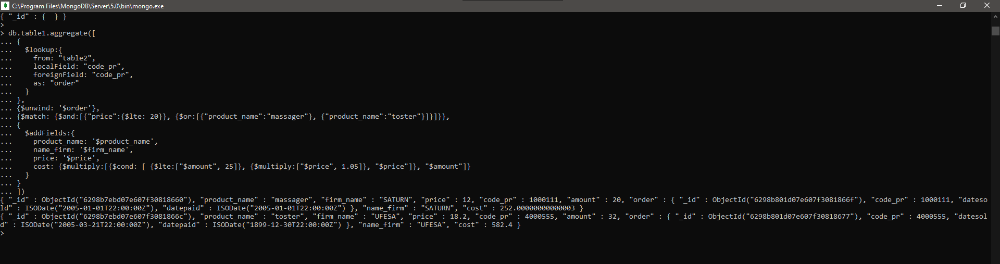 C:\Program Files\MongoDB\Server\5.0\bin\mongo.exe
{ "_id" : {  } }
>
> db.table1.aggregate([
... {
...   $lookup:{
...     from: "table2",
...     localField: "code_pr",
...     foreignField: "code_pr",
...     as: "order"
...   }
... },
... {$unwind: '$order'},
... {$match: {$and:[{"price":{$lte: 20}}, {$or:[{"product_name":"massager"}, {"product_name":"toster"}]}]}},
... {
...   $addFields:{
...     product_name: '$product_name',
...     name_firm: '$firm_name',
...     price: '$price',
...     cost: {$multiply:[{$cond: [ {$lte:["$amount", 25]}, {$multiply:["$price", 1.05]}, "$price"]}, "$amount"]}
...   }
... }
... ])
{ "_id" : ObjectId("6298b7ebd07e607f30818660"), "product_name" : "massager", "firm_name" : "SATURN", "price" : 12, "code_pr" : 1000111, "amount" : 20, "order" : { "_id" : ObjectId("6298b801d07e607f3081866f"), "code_pr" : 1000111, "dateso
ld" : ISODate("2005-01-01T22:00:00Z"), "datepaid" : ISODate("2005-01-01T22:00:00Z") }, "name_firm" : "SATURN", "cost" : 252.00000000000003 }
{ "_id" : ObjectId("6298b7ebd07e607f3081866c"), "product_name" : "toster", "firm_name" : "UFESA", "price" : 18.2, "code_pr" : 4000555, "amount" : 32, "order" : { "_id" : ObjectId("6298b801d07e607f30818677"), "code_pr" : 4000555, "datesol
d" : ISODate("2005-03-21T22:00:00Z"), "datepaid" : ISODate("1899-12-30T22:00:00Z") }, "name_firm" : "UFESA", "cost" : 582.4 }
>